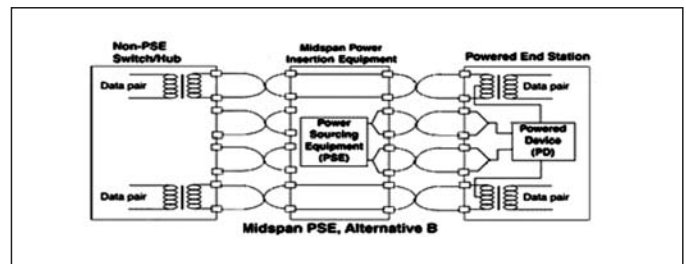 Non-PSE
Switch/Hub
Midspan Power
Insertion Equipment
Powered End Station
Data pair
Data pair
Power
Sourcing
Equipment
(PSE)
Powered
Device
(PD)
Data pair
Data pair
Midspan PSE, Alternative B